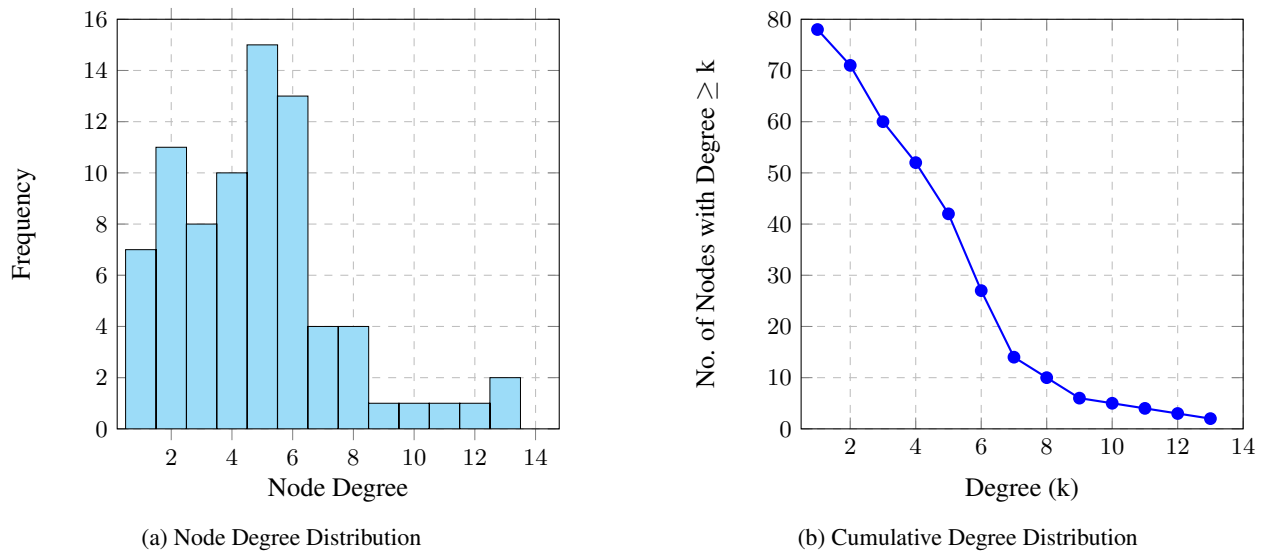 16
14
12
10
8
6
4
2
0
Frequency
2 4 6 8 10 12 14
Node Degree
(a) Node Degree Distribution
80
70
60
50
40
30
20
10
0
No. of Nodes with Degree ≥ k
2 4 6 8 10 12 14
Degree (k)
(b) Cumulative Degree Distribution